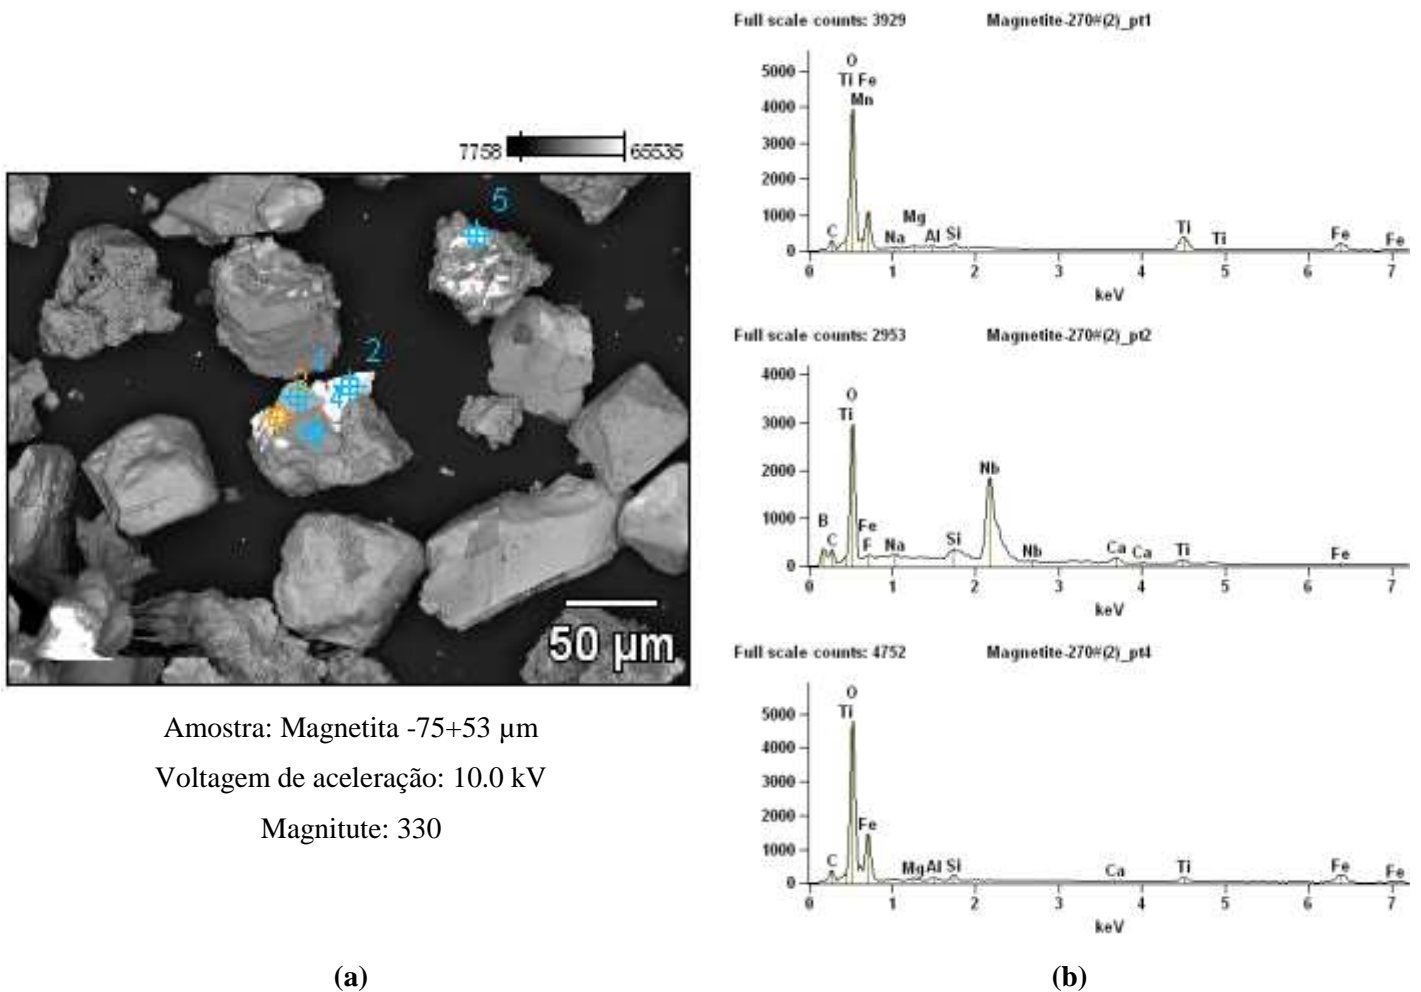 7758 65535
5
1
2
3
4
50 µm
Amostra: Magnetita -75+53 µm
Voltagem de aceleração: 10.0 kV
Magnitute: 330
(a)
Full scale counts: 3929 Magnetite-270#(2)_pt1
O
5000
Ti Fe
Mn
4000
3000
2000
1000
Mg
C Na Al Si Ti Ti Fe Fe
0
0 1 2 3 4 5 6 7
keV
Full scale counts: 2953 Magnetite-270#(2)_pt2
4000
O
Ti
3000
2000
Nb
1000
B
Fe
C F Na Si Nb Ca Ca Ti Fe
0
0 1 2 3 4 5 6 7
keV
Full scale counts: 4752 Magnetite-270#(2)_pt4
O
5000
Ti
4000
3000
2000
Fe
1000
C Mg Al Si Ca Ti Fe Fe
0
0 1 2 3 4 5 6 7
keV
(b)